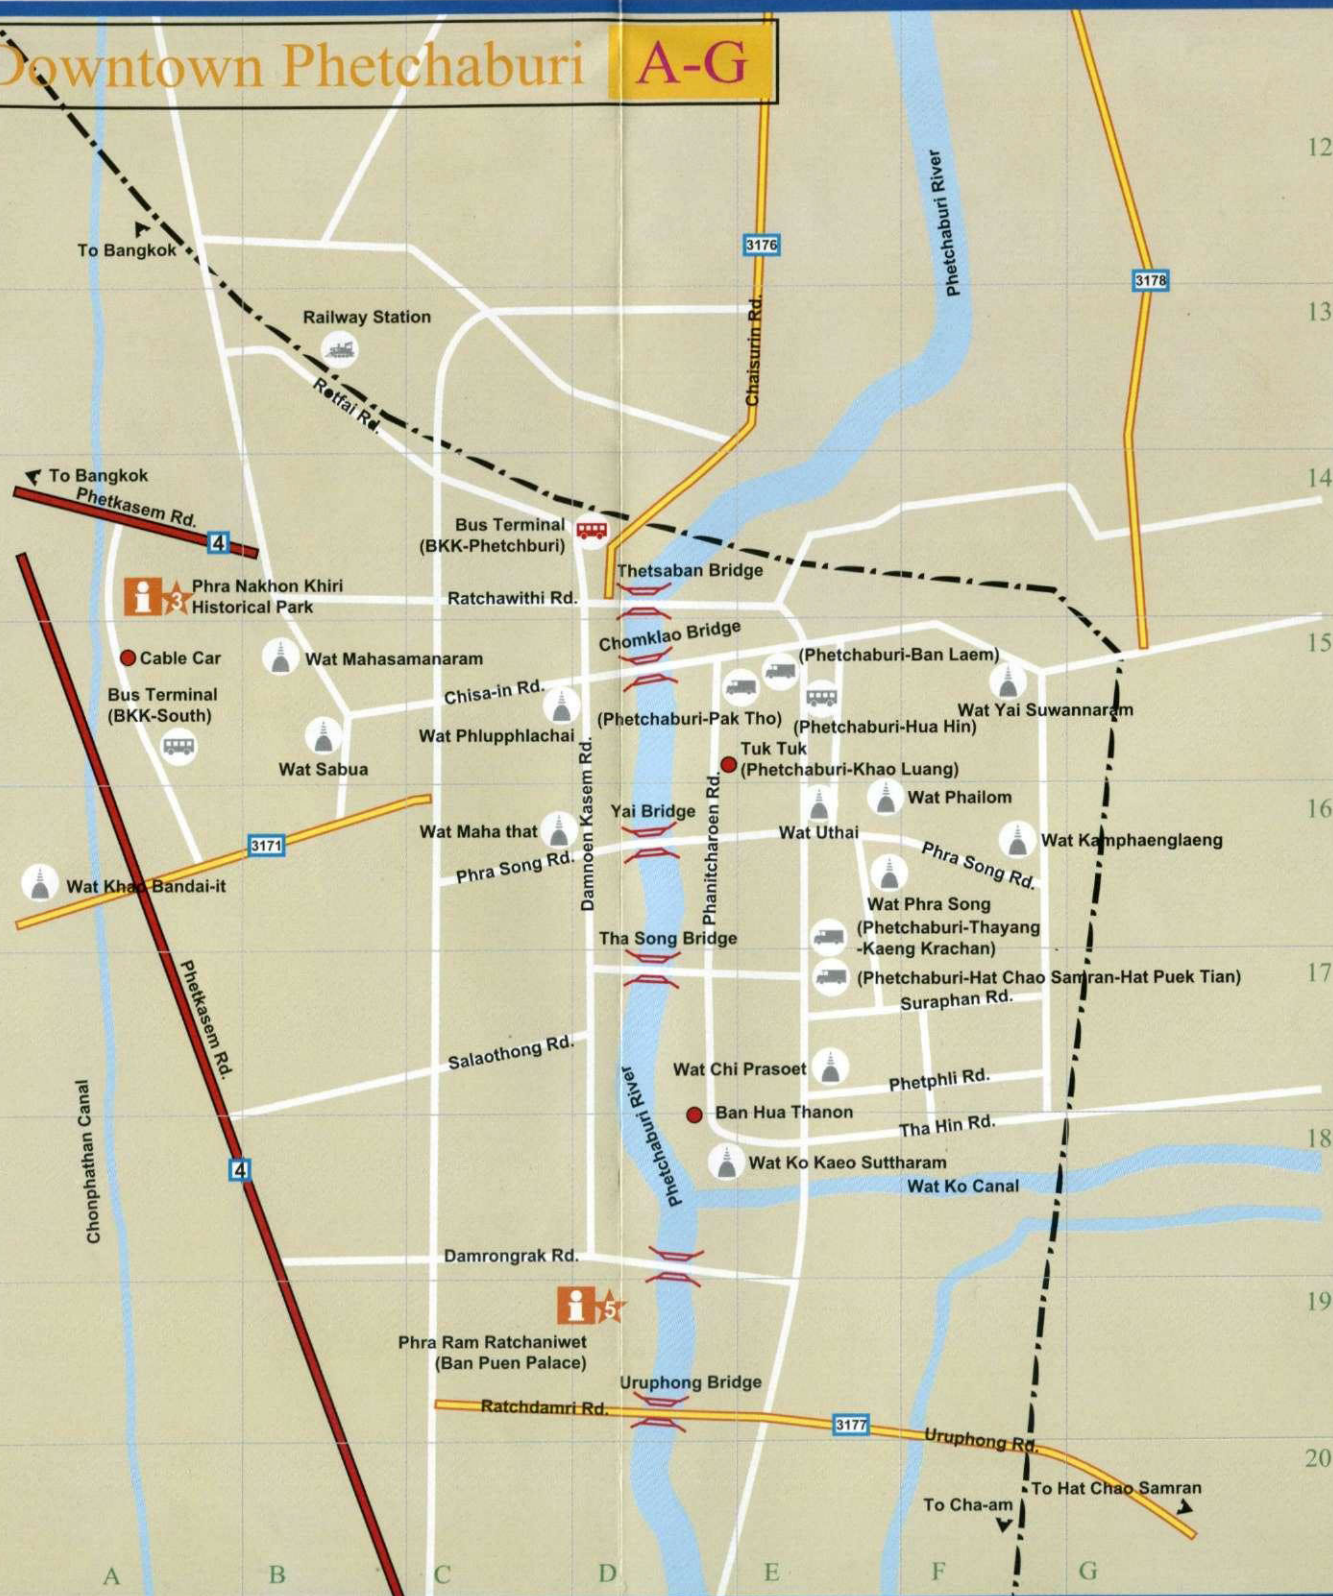 Downtown Phetchaburi A-G
12
Phetchaburi River
To Bangkok
3176
3178
13
Railway Station
Chaisurin Rd.
Rotfai Rd.
14
To Bangkok
Phetkasem Rd.
4
Bus Terminal
(BKK-Phetchburi)
Thetsaban Bridge
i 3 Phra Nakhon Khiri
Historical Park
Ratchawithi Rd.
15
Chomklao Bridge
Cable Car
Wat Mahasamanaram
(Phetchaburi-Ban Laem)
Chisa-in Rd.
Bus Terminal
(BKK-South)
(Phetchaburi-Pak Tho)
Wat Yai Suwannaram
(Phetchaburi-Hua Hin)
Wat Phlupphlachai
Tuk Tuk
(Phetchaburi-Khao Luang)
Wat Sabua
Damnoen Kasem Rd.
Phanitcharoen Rd.
16
Wat Phailom
Yai Bridge
Wat Maha that
Wat Uthai
3171
Wat Kamphaenglaeng
Phra Song Rd.
Phra Song Rd.
Wat Khao Bandai-it
Wat Phra Song
(Phetchaburi-Thayang
-Kaeng Krachan)
Tha Song Bridge
17
(Phetchaburi-Hat Chao Samran-Hat Puek Tian)
Suraphan Rd.
Phetkasem Rd.
Salaothong Rd.
Wat Chi Prasoet
Phetphli Rd.
Chonphathan Canal
Phetchaburi River
Ban Hua Thanon
Tha Hin Rd.
18
Wat Ko Kaeo Suttharam
4
Wat Ko Canal
Damrongrak Rd.
19
i 5
Phra Ram Ratchaniwet
(Ban Puen Palace)
Uruphong Bridge
Ratchdamri Rd.
3177
Uruphong Rd.
20
To Hat Chao Samran
To Cha-am
A B C D E F G